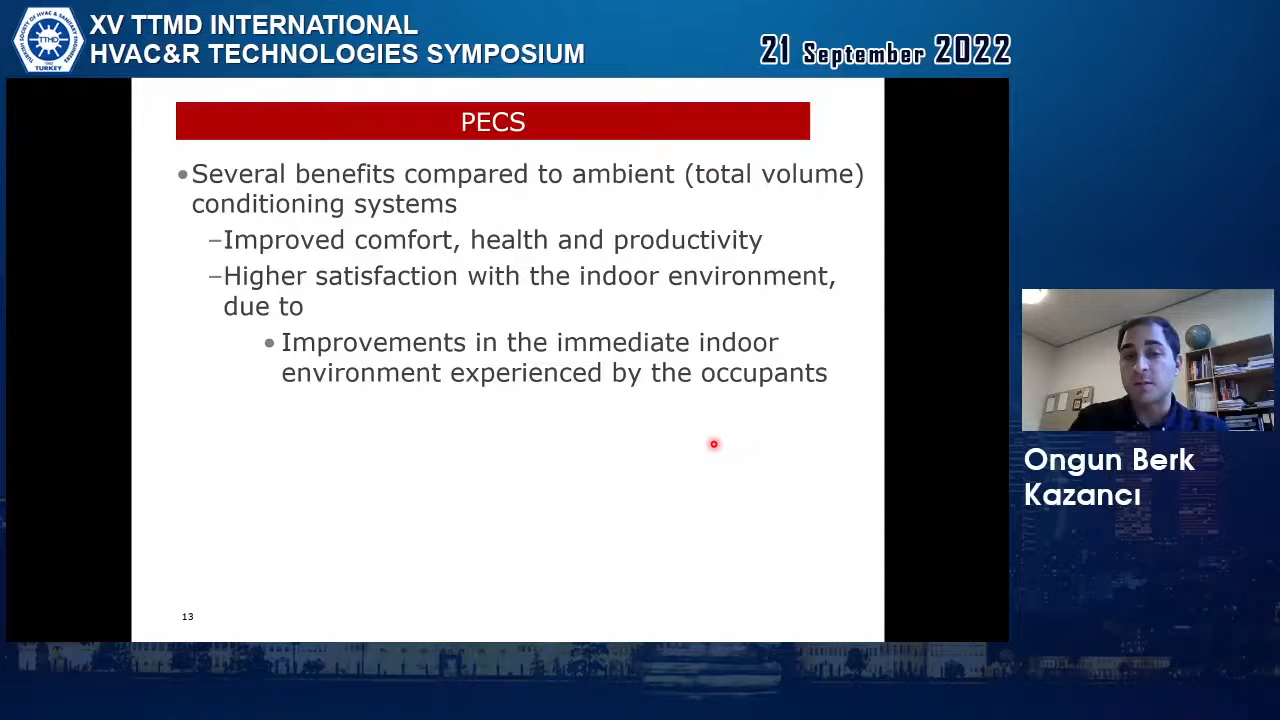 XV TTMD INTERNATIONAL
HVAC&R TECHNOLOGIES SYMPOSIUM
21 September 2022
TTMD
TURKEY
PECS
•Several benefits compared to ambient (total volume)
conditioning systems
–Improved comfort, health and productivity
–Higher satisfaction with the indoor environment,
due to
• Improvements in the immediate indoor
environment experienced by the occupants
13
Ongun Berk
Kazancı